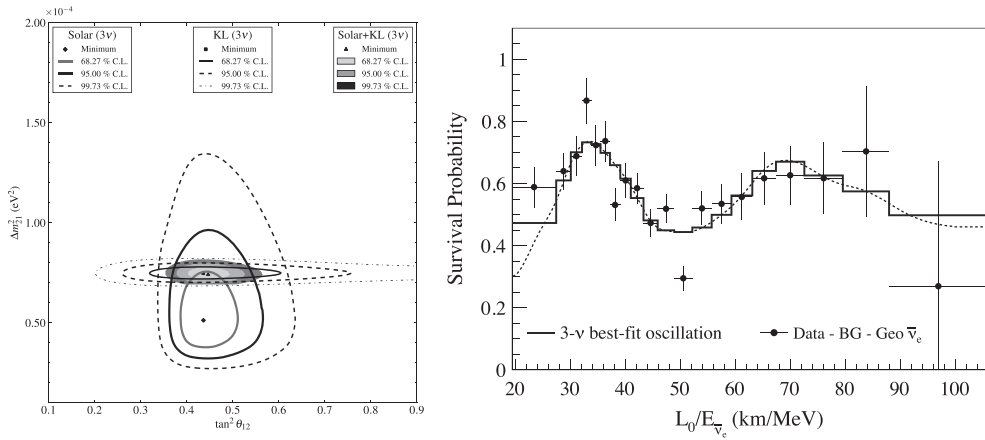 ×10⁻⁴
2.00
1.50
1.00
0.50
Δm²₂₁ (eV²)
0.1 0.2 0.3 0.4 0.5 0.6 0.7 0.8 0.9
tan² θ₁₂
Solar (3ν)
Minimum
68.27 % C.L.
95.00 % C.L.
99.73 % C.L.
KL (3ν)
Minimum
68.27 % C.L.
95.00 % C.L.
99.73 % C.L.
Solar+KL (3ν)
Minimum
68.27 % C.L.
95.00 % C.L.
99.73 % C.L.
Survival Probability
1
0.8
0.6
0.4
0.2
0
3-ν best-fit oscillation
Data - BG - Geo ν̅ₑ
20 30 40 50 60 70 80 90 100
L₀/E_ν̅ₑ (km/MeV)